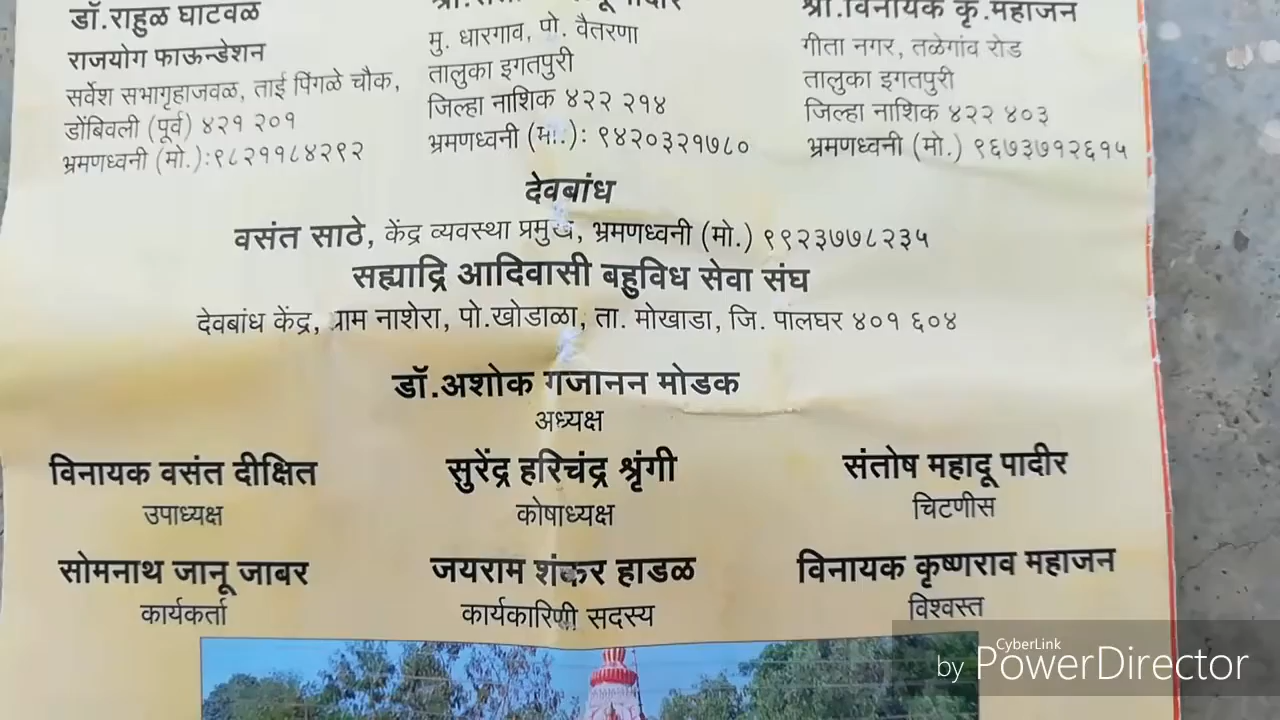 डॉ.राहुळ घाटवळ
राजयोग फाऊन्डेशन
सर्वेश सभागृहाजवळ, ताई पिंगळे चौक,
डोंबिवली (पूर्व) ४२१ २०१
भ्रमणध्वनी (मो.):९८२११८४२९२
मु. धारगाव, पो. वैतरणा
तालुका इगतपुरी
जिल्हा नाशिक ४२२ २१४
भ्रमणध्वनी (मो.): ९४२०३२१७८०
श्री.विनायक कृ.महाजन
गीता नगर, तळेगांव रोड
तालुका इगतपुरी
जिल्हा नाशिक ४२२ ४०३
भ्रमणध्वनी (मो.) ९६७३७१२६१५
देवबांध
वसंत साठे, केंद्र व्यवस्था प्रमुख, भ्रमणध्वनी (मो.) ९९२३७७८२३५
सह्याद्रि आदिवासी बहुविध सेवा संघ
देवबांध केंद्र, ग्राम नाशेरा, पो.खोडाळा, ता. मोखाडा, जि. पालघर ४०१ ६०४
डॉ.अशोक गजानन मोडक
अध्यक्ष
विनायक वसंत दीक्षित
उपाध्यक्ष
सुरेंद्र हरिचंद्र श्रृंगी
कोषाध्यक्ष
संतोष महादू पादीर
चिटणीस
सोमनाथ जानू जाबर
कार्यकर्ता
जयराम शंकर हाडळ
कार्यकारिणी सदस्य
विनायक कृष्णराव महाजन
विश्वस्त
CyberLink
by PowerDirector